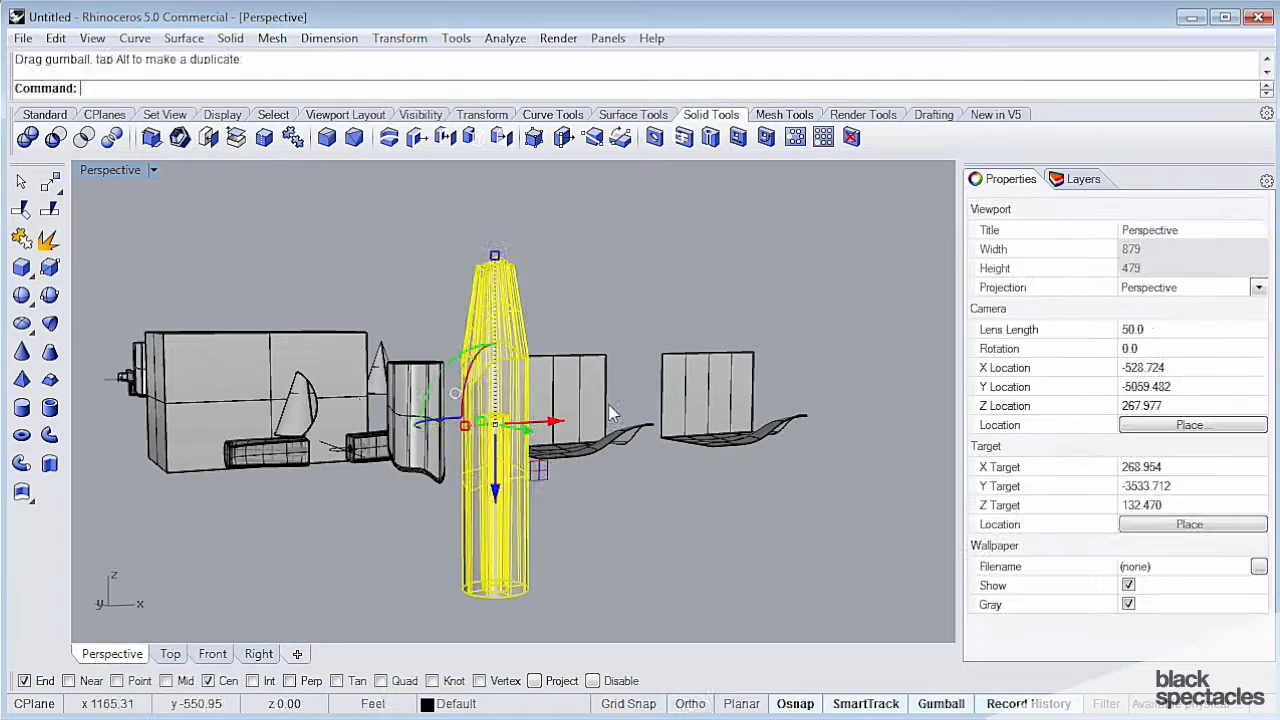 Untitled - Rhinoceros 5.0 Commercial - [Perspective]
File Edit View Curve Surface Solid Mesh Dimension Transform Tools Analyze Render Panels Help
Drag gumball, tap Alt to make a duplicate:
Command:
Standard CPlanes Set View Display Select Viewport Layout Visibility Transform Curve Tools Surface Tools Solid Tools Mesh Tools Render Tools Drafting New in V5
Perspective
Properties Layers
Viewport
Title Perspective
Width 879
Height 479
Projection Perspective
Camera
Lens Length 50.0
Rotation 0.0
X Location -528.724
Y Location -5059.482
Z Location 267.977
Location Place...
Target
X Target 268.954
Y Target -3533.712
Z Target 132.470
Location Place
Wallpaper
Filename (none) ...
Show
Gray
z
y x
Perspective Top Front Right
End Near Point Mid Cen Int Perp Tan Quad Knot Vertex Project Disable
black
spectacles
CPlane x 1165.31 y -550.95 z 0.00 Feet Default Grid Snap Ortho Planar Osnap SmartTrack Gumball Record History Filter